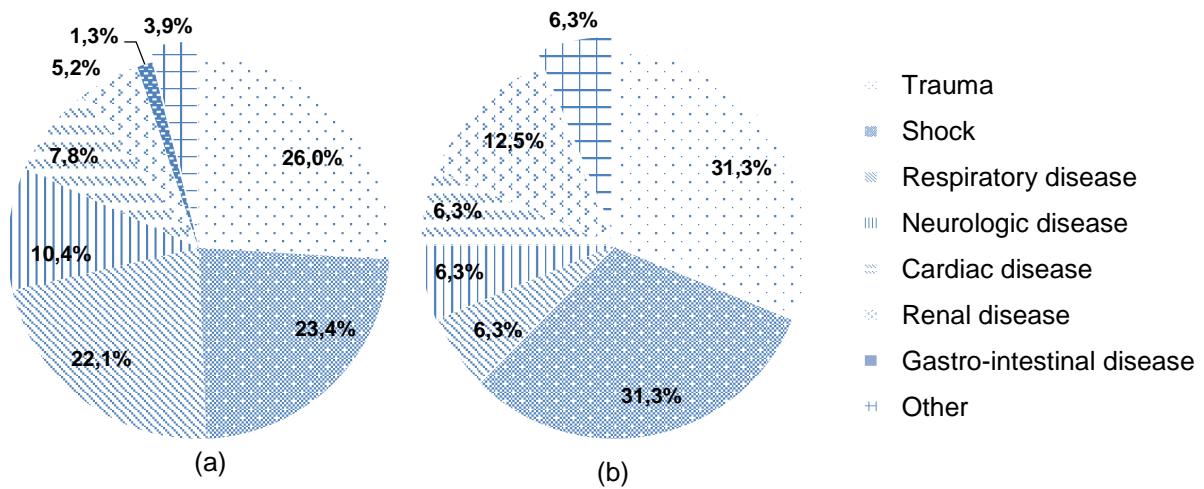 3,9%
1,3%
5,2%
7,8%
10,4%
22,1%
23,4%
26,0%
(a)
6,3%
12,5%
6,3%
6,3%
6,3%
31,3%
31,3%
(b)
Trauma
Shock
Respiratory disease
Neurologic disease
Cardiac disease
Renal disease
Gastro-intestinal disease
Other